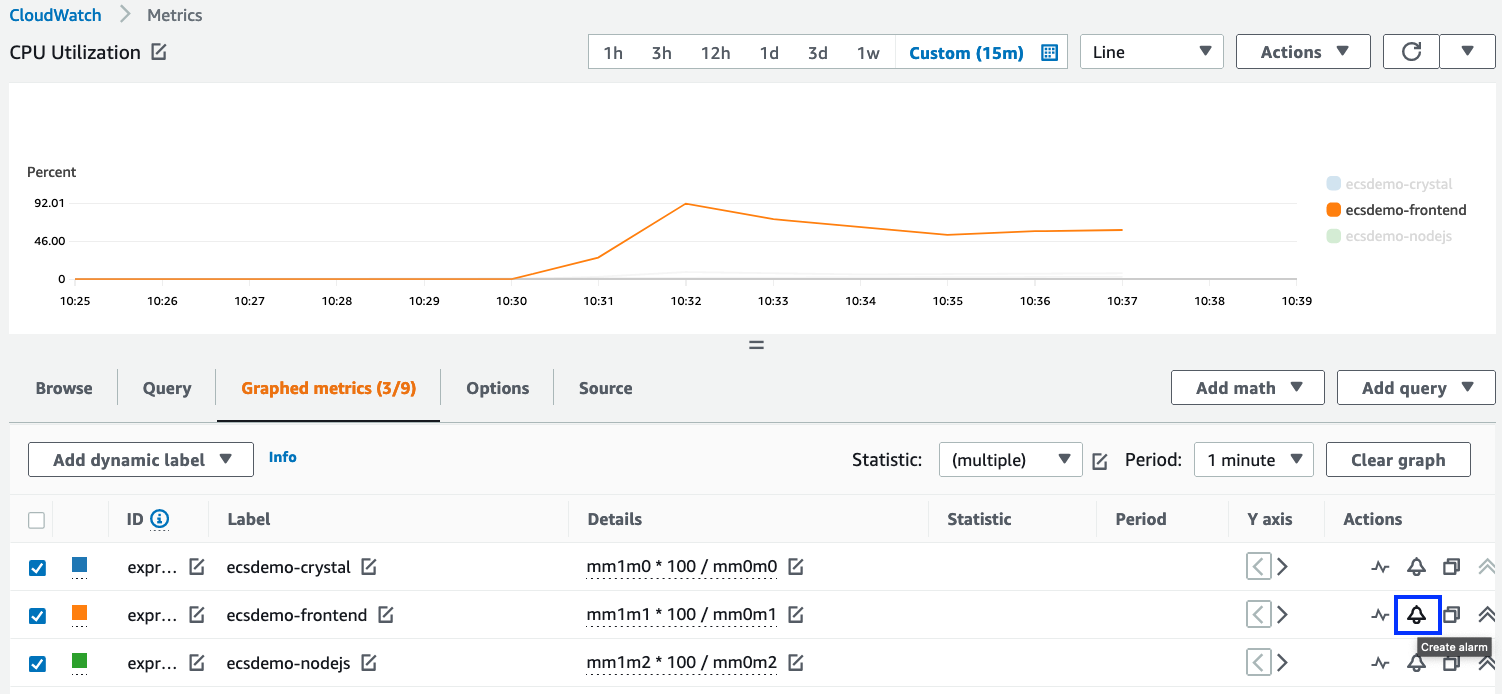 CloudWatch > Metrics
CPU Utilization 1h 3h 12h 1d 3d 1w Custom (15m) Line Actions
Percent
92.01
46.00
0
10:25 10:26 10:27 10:28 10:29 10:30 10:31 10:32 10:33 10:34 10:35 10:36 10:37 10:38 10:39
ecsdemo-crystal
ecsdemo-frontend
ecsdemo-nodejs
Browse Query Graphed metrics (3/9) Options Source Add math Add query
Add dynamic label Info Statistic: (multiple) Period: 1 minute Clear graph
ID Label Details Statistic Period Y axis Actions
expr... ecsdemo-crystal mm1m0 * 100 / mm0m0
expr... ecsdemo-frontend mm1m1 * 100 / mm0m1
Create alarm
expr... ecsdemo-nodejs mm1m2 * 100 / mm0m2